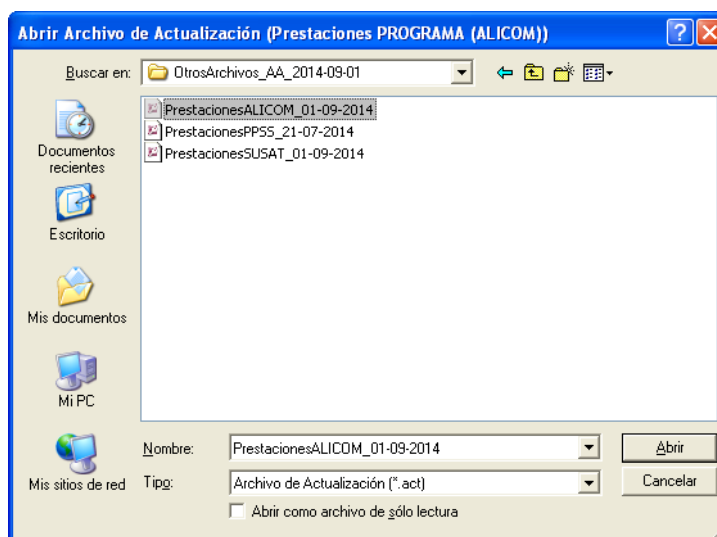 Abrir Archivo de Actualización (Prestaciones PROGRAMA (ALICOM))
Buscar en: OtrosArchivos_AA_2014-09-01
PrestacionesALICOM_01-09-2014
PrestacionesPPSS_21-07-2014
PrestacionesSUSAT_01-09-2014
Documentos
recientes
Escritorio
Mis documentos
Mi PC
Mis sitios de red
Nombre: PrestacionesALICOM_01-09-2014 Abrir
Tipo: Archivo de Actualización (*.act) Cancelar
Abrir como archivo de sólo lectura